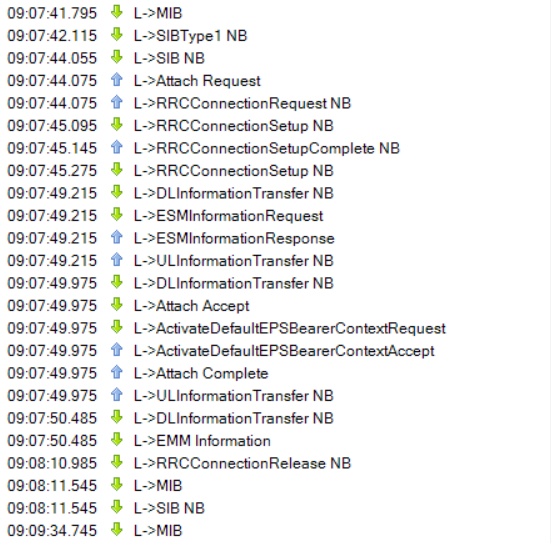 09:07:41.795 L->MIB
09:07:42.115 L->SIBType1 NB
09:07:44.055 L->SIB NB
09:07:44.075 L->Attach Request
09:07:44.075 L->RRCConnectionRequest NB
09:07:45.095 L->RRCConnectionSetup NB
09:07:45.145 L->RRCConnectionSetupComplete NB
09:07:45.275 L->RRCConnectionSetup NB
09:07:49.215 L->DLInformationTransfer NB
09:07:49.215 L->ESMInformationRequest
09:07:49.215 L->ESMInformationResponse
09:07:49.215 L->ULInformationTransfer NB
09:07:49.975 L->DLInformationTransfer NB
09:07:49.975 L->Attach Accept
09:07:49.975 L->ActivateDefaultEPSBearerContextRequest
09:07:49.975 L->ActivateDefaultEPSBearerContextAccept
09:07:49.975 L->Attach Complete
09:07:49.975 L->ULInformationTransfer NB
09:07:50.485 L->DLInformationTransfer NB
09:07:50.485 L->EMM Information
09:08:10.985 L->RRCConnectionRelease NB
09:08:11.545 L->MIB
09:08:11.545 L->SIB NB
09:09:34.745 L->MIB